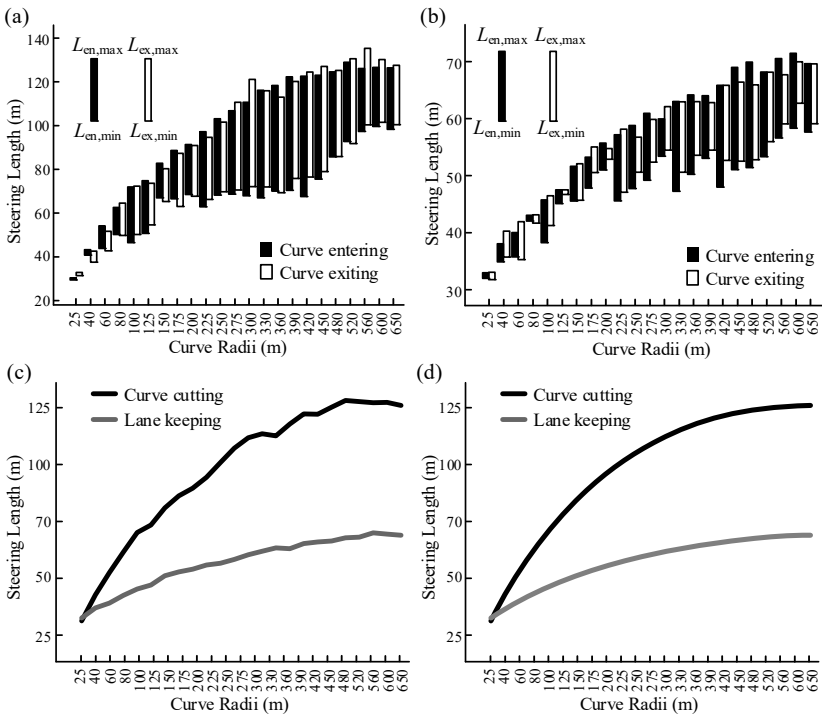 (a)
140
120
100
80
60
40
20
Steering Length (m)
L en,max
L ex,max
L en,min
L ex,min
Curve entering
Curve exiting
25 40 60 80 100 125 150 175 200 225 250 275 300 330 360 390 420 450 480 520 560 600 650
Curve Radii (m)
(b)
70
60
50
40
30
Steering Length (m)
L en,max
L ex,max
L en,min
L ex,min
Curve entering
Curve exiting
25 40 60 80 100 125 150 175 200 225 250 275 300 330 360 390 420 450 480 520 560 600 650
Curve Radii (m)
(c)
125
100
70
50
25
Steering Length (m)
Curve cutting
Lane keeping
25 40 60 80 100 125 150 175 200 225 250 275 300 330 360 390 420 450 480 520 560 600 650
Curve Radii (m)
(d)
125
100
70
50
25
Steering Length (m)
Curve cutting
Lane keeping
25 40 60 80 100 125 150 175 200 225 250 275 300 330 360 390 420 450 480 520 560 600 650
Curve Radii (m)